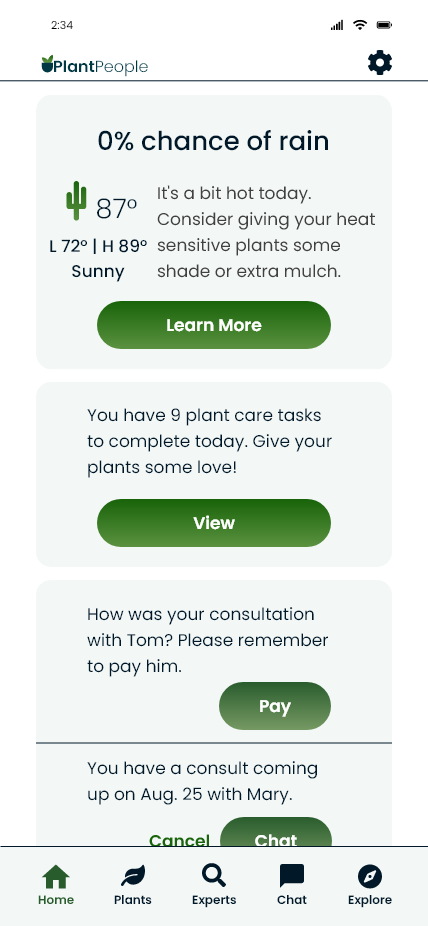 2:34
PlantPeople
0% chance of rain
87º
L 72º | H 89º
Sunny
It's a bit hot today.
Consider giving your heat
sensitive plants some
shade or extra mulch.
Learn More
You have 9 plant care tasks
to complete today. Give your
plants some love!
View
How was your consultation
with Tom? Please remember
to pay him.
Pay
You have a consult coming
up on Aug. 25 with Mary.
Cancel Chat
Home Plants Experts Chat Explore